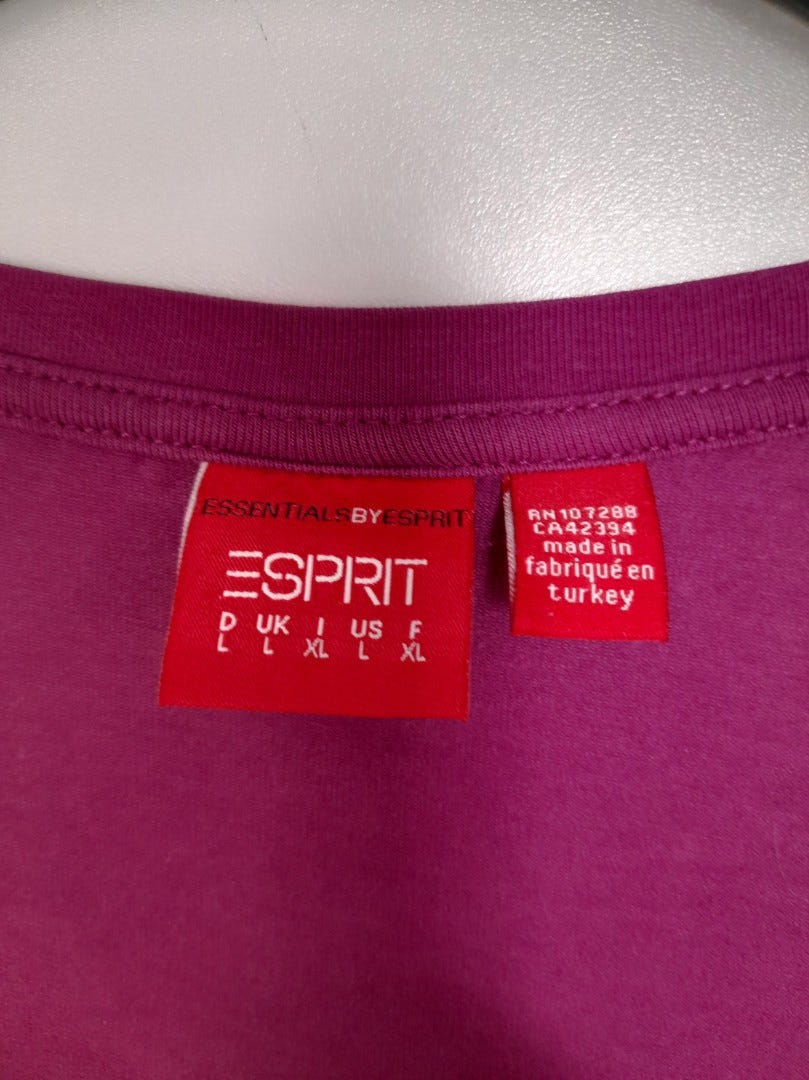 ESSENTIALSBYESPRIT
ESPRIT
D UK I US F
L L XL L XL
RN107288
CA42394
made in
fabriqué en
turkey